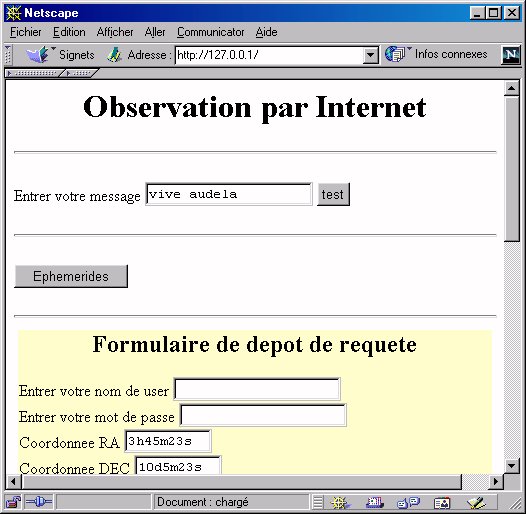 Netscape
Fichier Edition Afficher Aller Communicator Aide
Signets Adresse : http://127.0.0.1/ Infos connexes N
Observation par Internet
Entrer votre message vive audela test
Ephemerides
Formulaire de depot de requete
Entrer votre nom de user
Entrer votre mot de passe
Coordonnee RA 3h45m23s
Coordonnee DEC 10d5m23s
Document : chargé